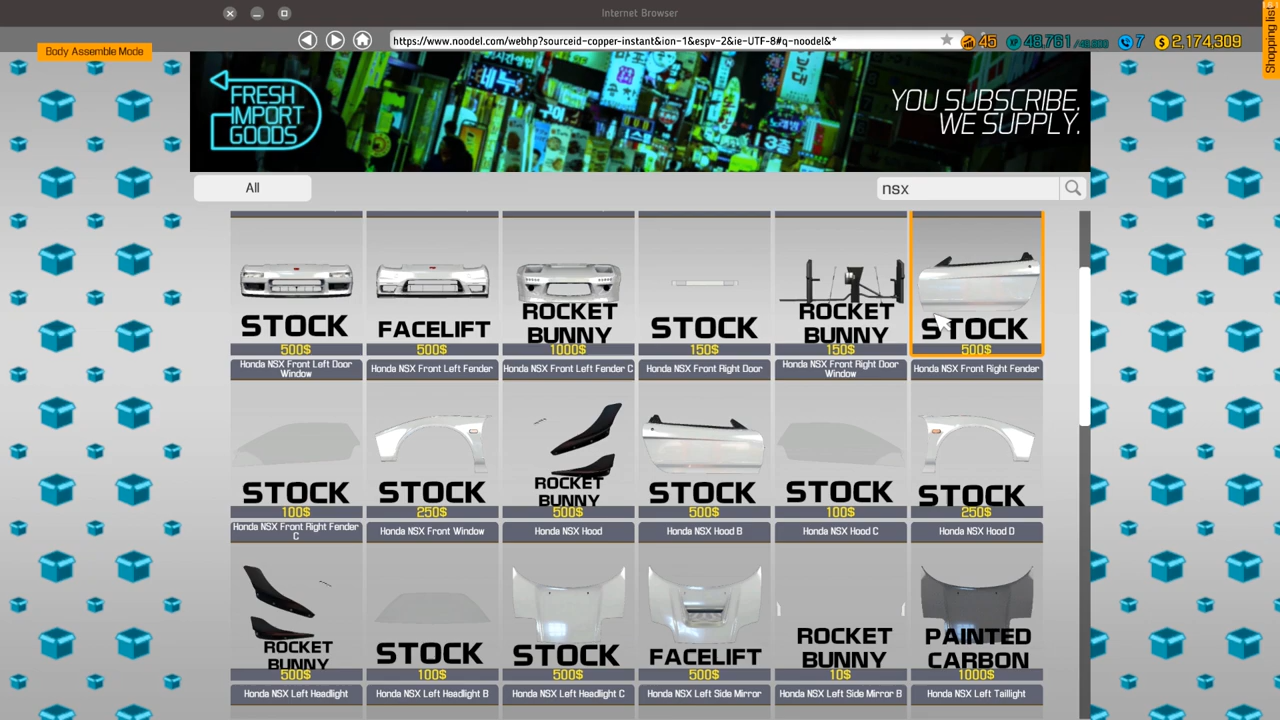 Internet Browser
Shopping list
Body Assemble Mode
https://www.noodel.com/webhp?sourceid-copper-instant&ion-1&espv-2&ie-UTF-8#q-noodel&*
45
XP
48,761
7
$
2,174,309
FRESH
IMPORT
GOODS
YOU SUBSCRIBE,
WE SUPPLY.
All
nsx
STOCK
500$
FACELIFT
500$
ROCKET
BUNNY
1000$
STOCK
150$
ROCKET
BUNNY
150$
STOCK
500$
Honda NSX Front Left Door
Window
STOCK
100$
Honda NSX Front Left Fender
STOCK
250$
Honda NSX Front Left Fender C
ROCKET
BUNNY
500$
Honda NSX Front Right Door
STOCK
500$
Honda NSX Front Right Door
Window
STOCK
100$
Honda NSX Front Right Fender
STOCK
250$
Honda NSX Front Right Fender
C
ROCKET
BUNNY
500$
Honda NSX Front Window
STOCK
100$
Honda NSX Hood
STOCK
500$
Honda NSX Hood B
FACELIFT
500$
Honda NSX Hood C
ROCKET
BUNNY
10$
Honda NSX Hood D
PAINTED
CARBON
1000$
Honda NSX Left Headlight
Honda NSX Left Headlight B
Honda NSX Left Headlight C
Honda NSX Left Side Mirror
Honda NSX Left Side Mirror B
Honda NSX Left Taillight